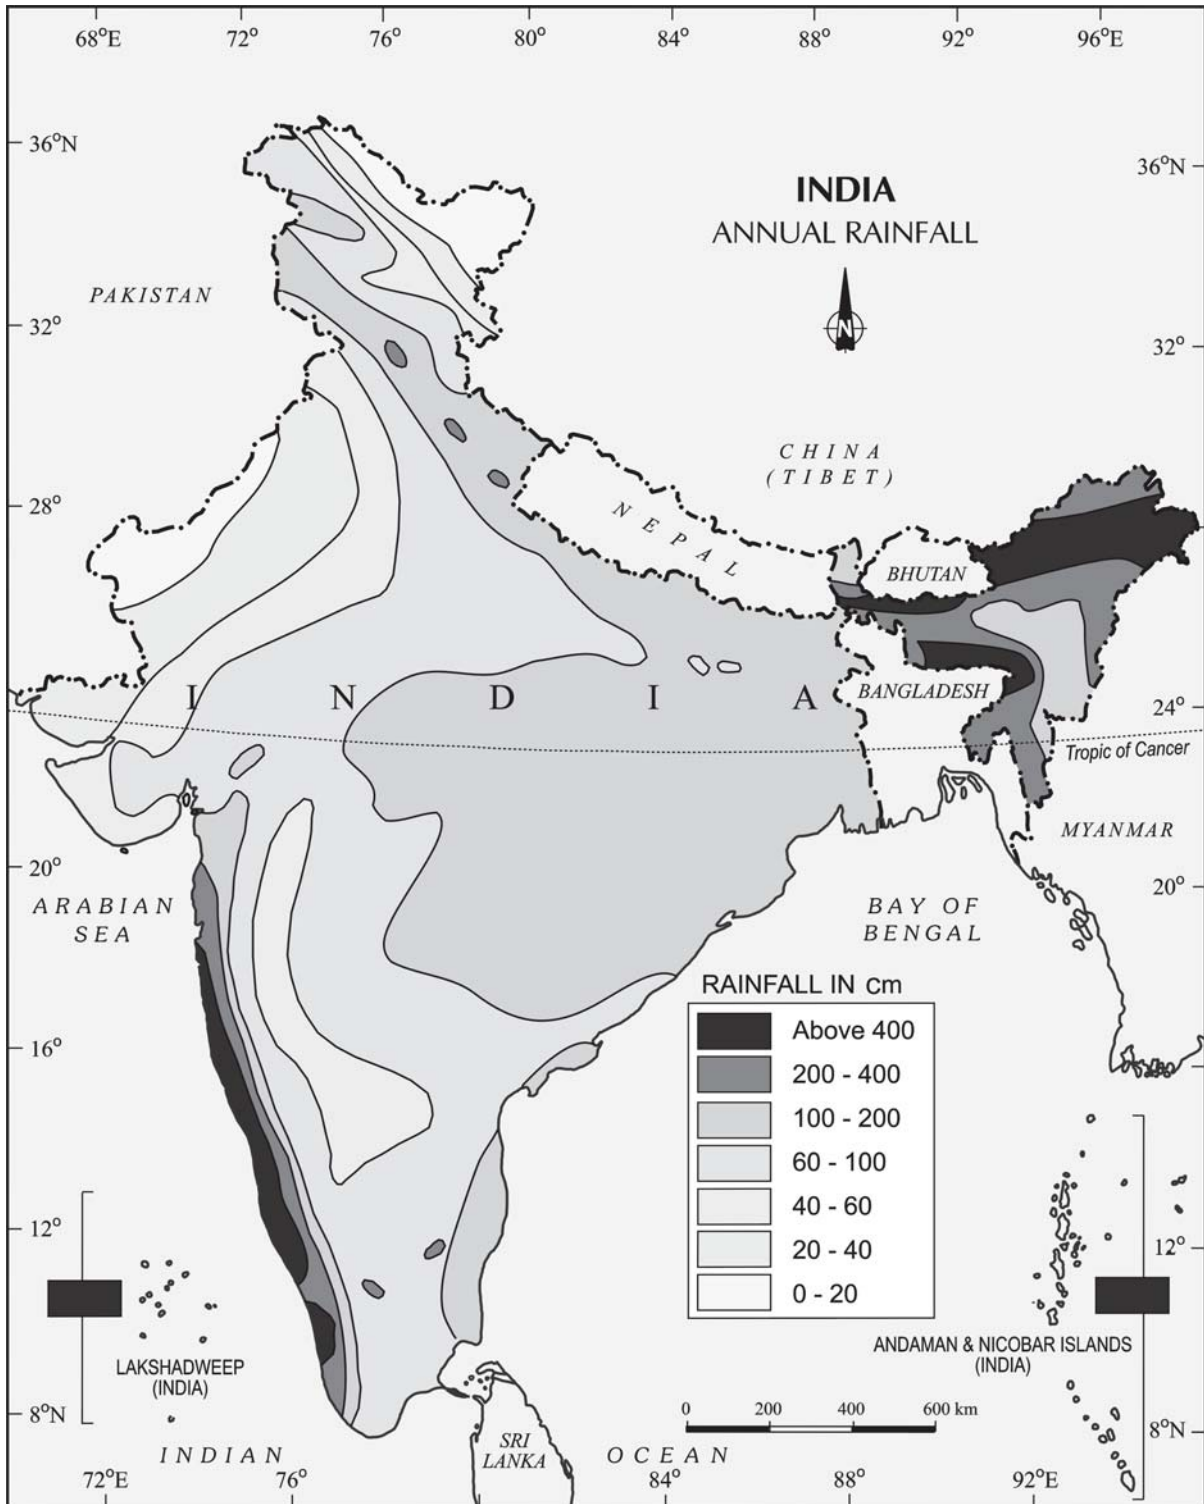 68°E 72° 76° 80° 84° 88° 92° 96°E
36°N
36°N
INDIA
ANNUAL RAINFALL
N
PAKISTAN
32°
32°
CHINA
(TIBET)
28°
NEPAL
BHUTAN
INDIA
BANGLADESH
24°
Tropic of Cancer
MYANMAR
20°
20°
ARABIAN
SEA
BAY OF
BENGAL
RAINFALL IN cm
Above 400
200 - 400
100 - 200
60 - 100
40 - 60
20 - 40
0 - 20
16°
12°
12°
LAKSHADWEEP
(INDIA)
ANDAMAN & NICOBAR ISLANDS
(INDIA)
0 200 400 600 km
8°N
8°N
SRI
LANKA
INDIAN OCEAN
72°E 76° 84° 88° 92°E